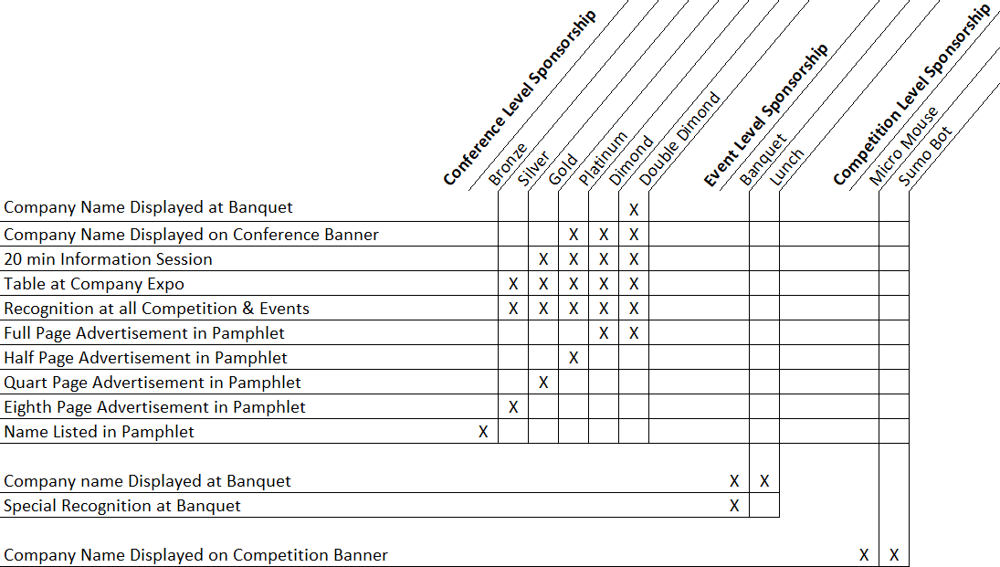 Conference Level Sponsorship
Bronze
Silver
Gold
Platinum
Dimond
Double Dimond
Event Level Sponsorship
Banquet
Lunch
Competition Level Sponsorship
Micro Mouse
Sumo Bot
Company Name Displayed at Banquet X
Company Name Displayed on Conference Banner X X X
20 min Information Session X X X X
Table at Company Expo X X X X X
Recognition at all Competition & Events X X X X X
Full Page Advertisement in Pamphlet X X
Half Page Advertisement in Pamphlet X
Quart Page Advertisement in Pamphlet X
Eighth Page Advertisement in Pamphlet X
Name Listed in Pamphlet X
Company name Displayed at Banquet X X
Special Recognition at Banquet X
Company Name Displayed on Competition Banner X X